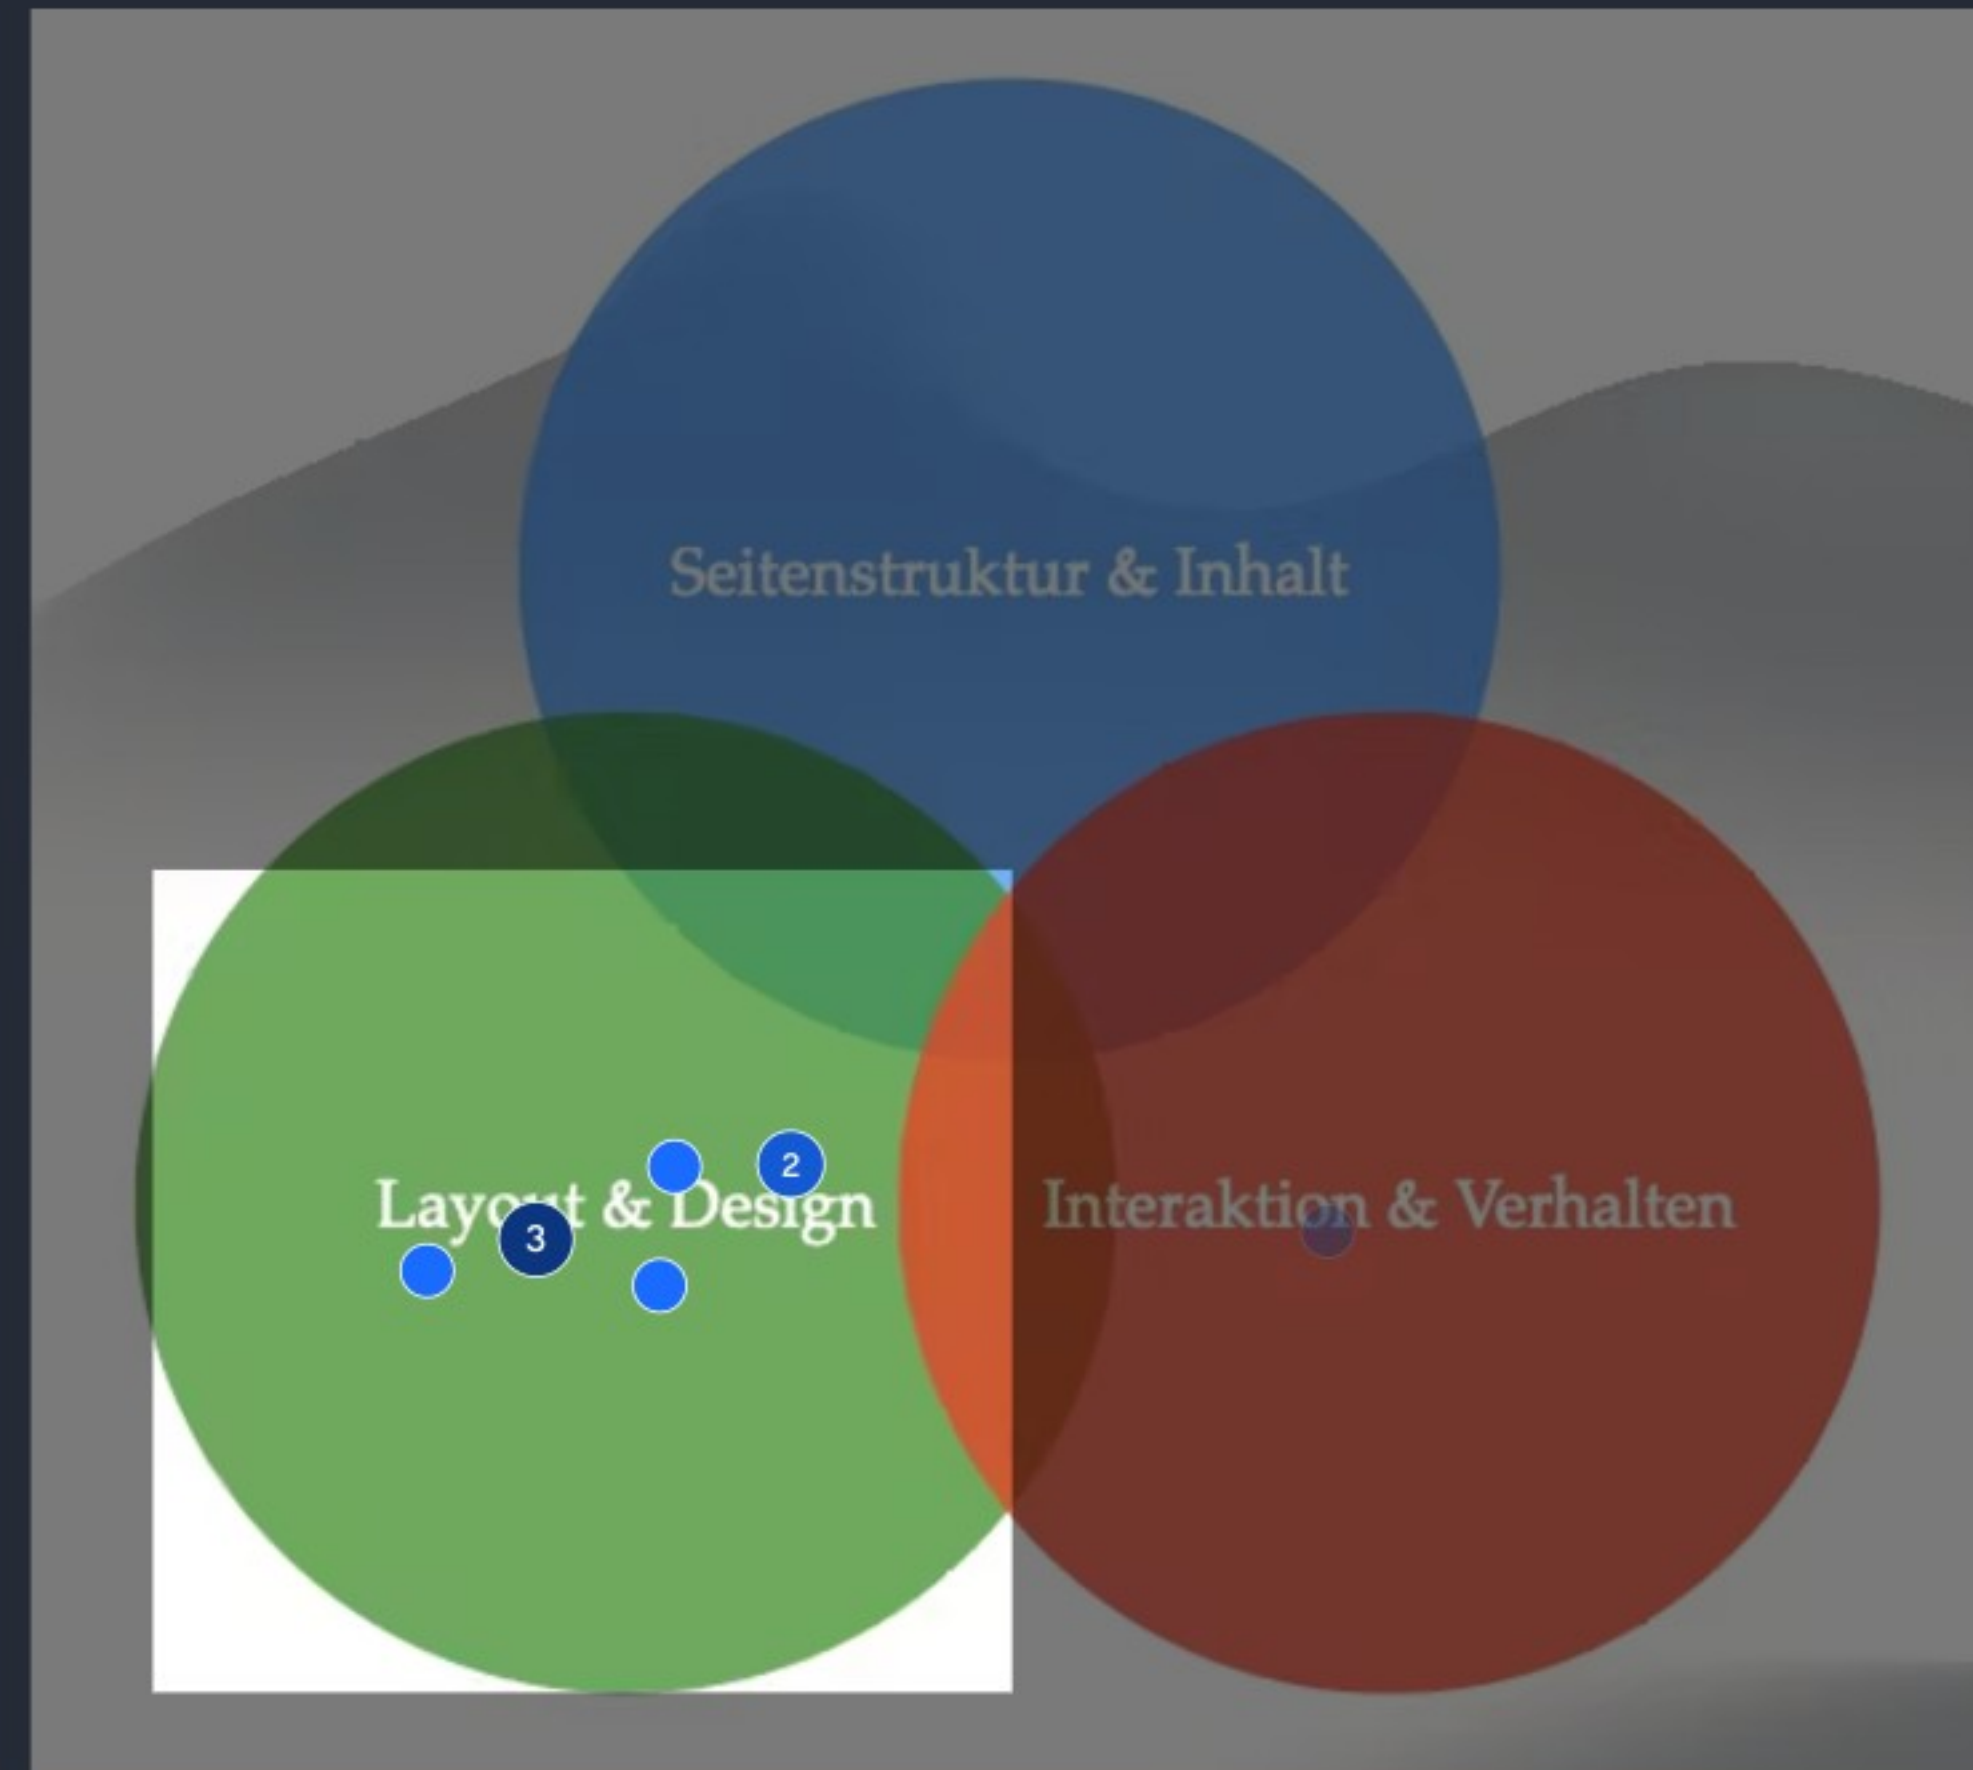 Seitenstruktur & Inhalt
2
Layout & Design
Interaktion & Verhalten
3